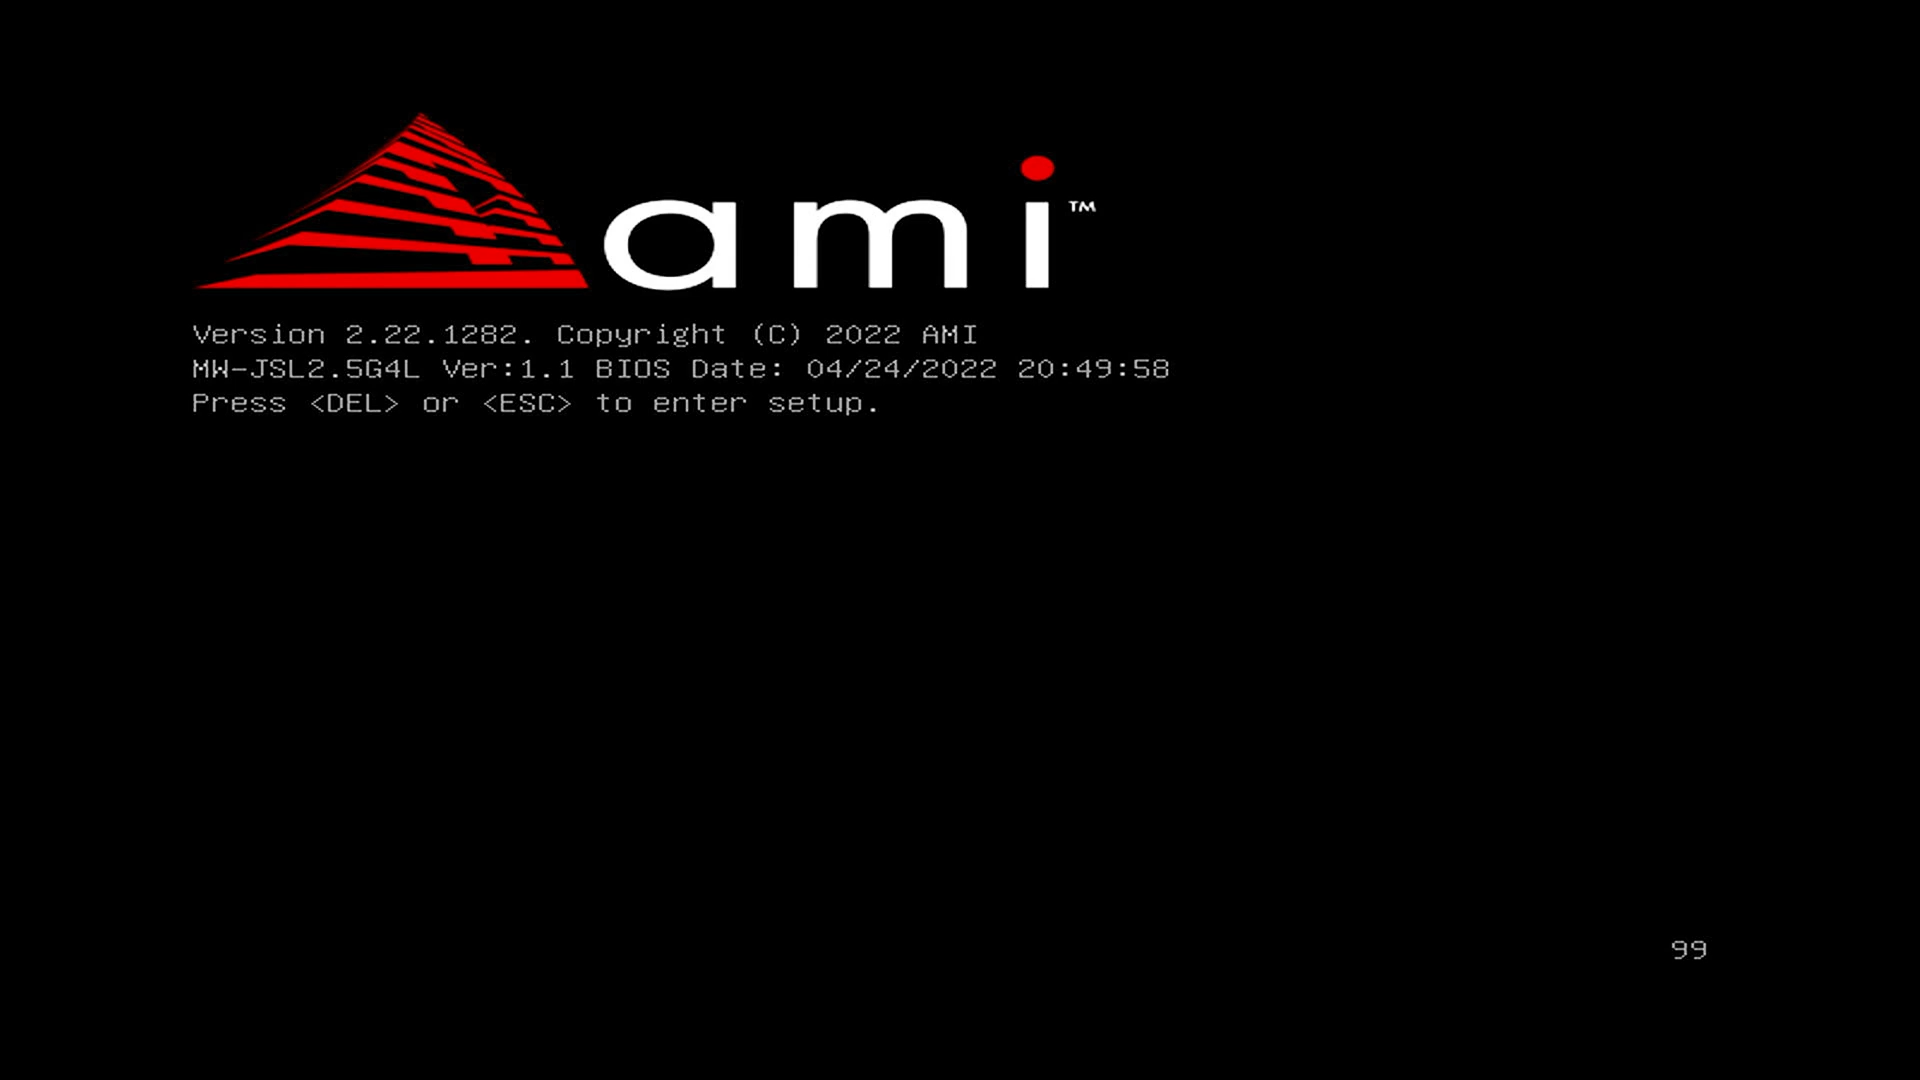 ami™
Version 2.22.1282. Copyright (C) 2022 AMI
MW-JSL2.5G4L Ver:1.1 BIOS Date: 04/24/2022 20:49:58
Press <DEL> or <ESC> to enter setup.
99